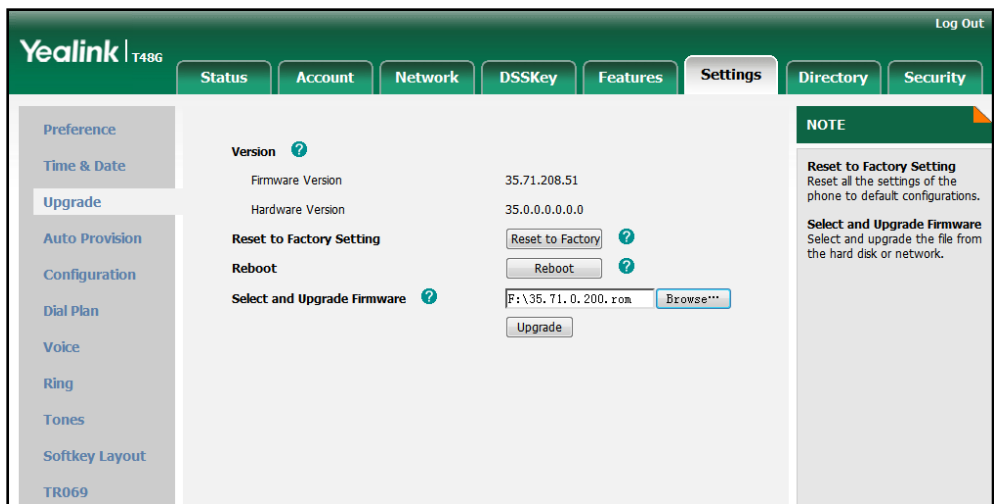 Log Out
Yealink T48G
Status Account Network DSSKey Features Settings Directory Security
Preference
Time & Date
Upgrade
Auto Provision
Configuration
Dial Plan
Voice
Ring
Tones
Softkey Layout
TR069
Version ?
Firmware Version 35.71.208.51
Hardware Version 35.0.0.0.0.0.0
Reset to Factory Setting Reset to Factory ?
Reboot Reboot ?
Select and Upgrade Firmware ? F:\35.71.0.200.rom Browse...
Upgrade
NOTE
Reset to Factory Setting
Reset all the settings of the
phone to default configurations.
Select and Upgrade Firmware
Select and upgrade the file from
the hard disk or network.